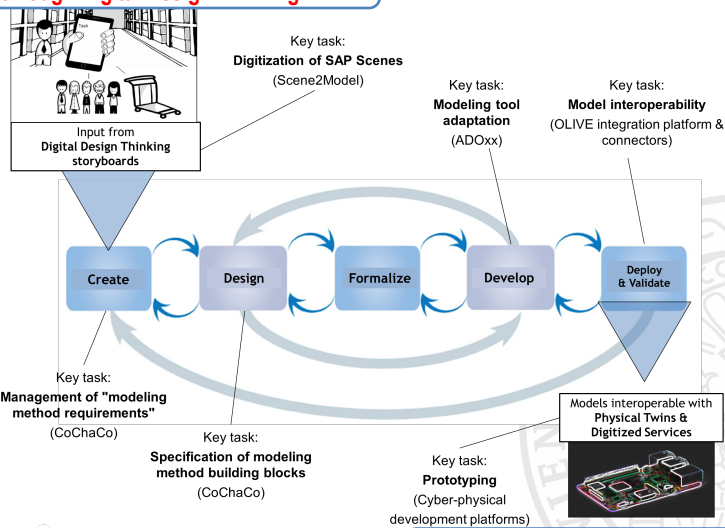 Key task:
Digitization of SAP Scenes
(Scene2Model)
Task
Input from
Digital Design Thinking
storyboards
Key task:
Modeling tool
adaptation
(ADOxx)
Key task:
Model interoperability
(OLIVE integration platform &
connectors)
Create
Design
Formalize
Develop
Deploy
& Validate
Key task:
Management of "modeling
method requirements"
(CoChaCo)
Key task:
Specification of modeling
method building blocks
(CoChaCo)
Key task:
Prototyping
(Cyber-physical
development platforms)
Models interoperable with
Physical Twins &
Digitized Services